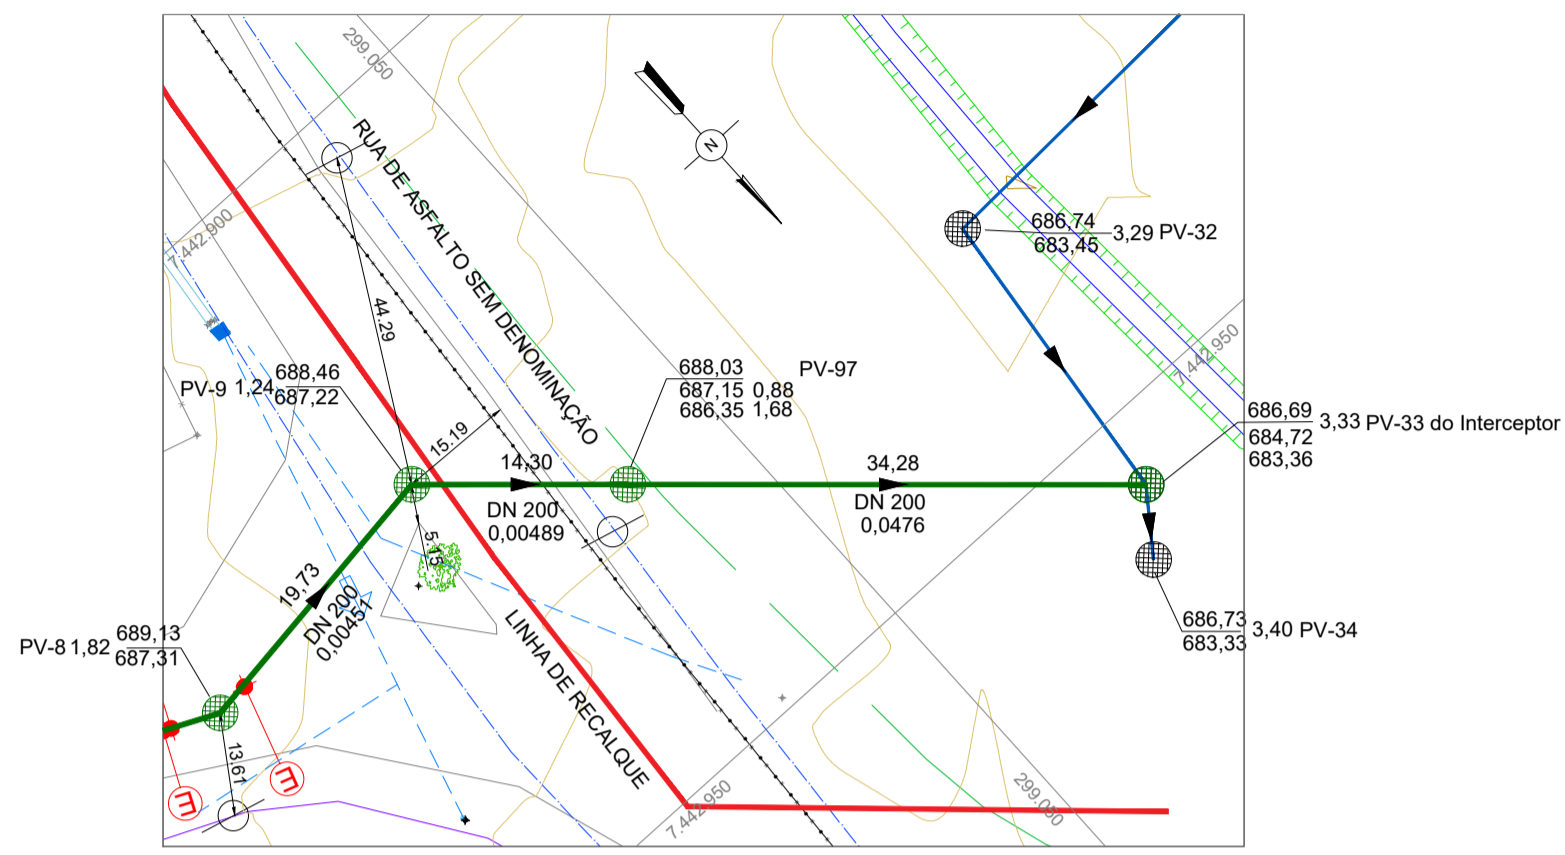 299.050
RUA DE ASFALTO SEM DENOMINAÇÃO
N
7.442.900
686,74
683,45
3,29 PV-32
44.29
7.442.950
688,46
687,22
PV-9 1,24
688,03
687,15 0,88
686,35 1,68
PV-97
686,69
684,72
683,36
3,33 PV-33 do Interceptor
15.19
14,30
DN 200
0,00489
34,28
DN 200
0,0476
5.15
19,73
DN 200
0,00451
LINHA DE RECALQUE
689,13
687,31
PV-8 1,82
686,73
683,33
3,40 PV-34
13.61
E
E
7.442.950
299.050